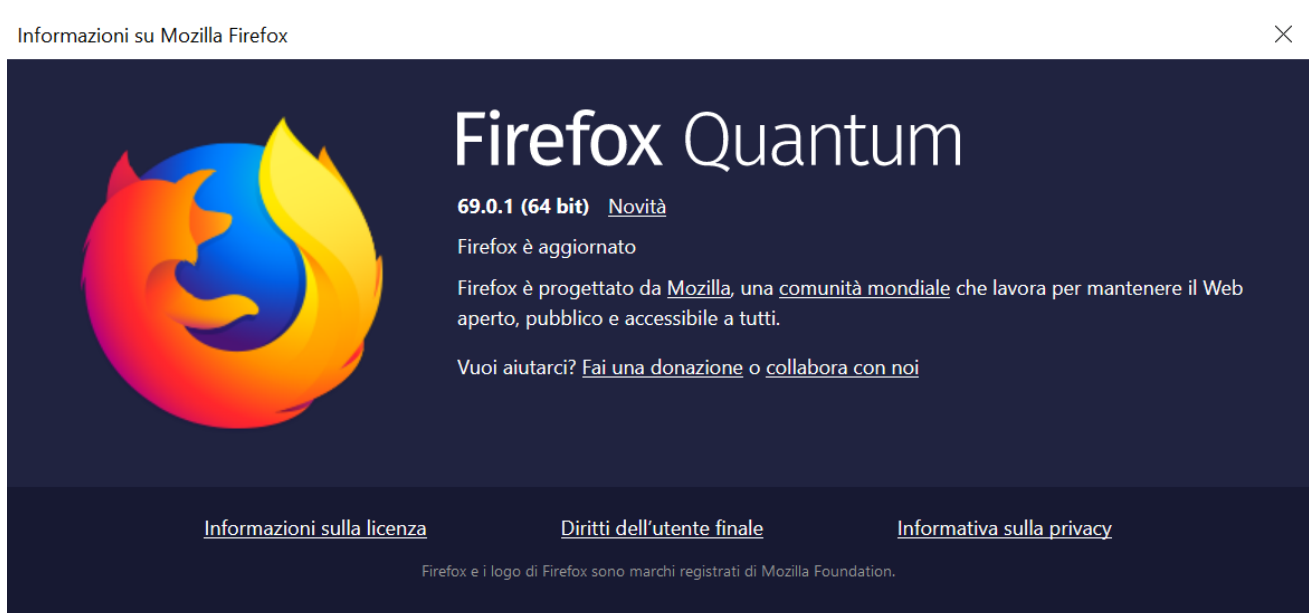 Informazioni su Mozilla Firefox
Firefox Quantum
69.0.1 (64 bit) Novità
Firefox è aggiornato
Firefox è progettato da Mozilla, una comunità mondiale che lavora per mantenere il Web
aperto, pubblico e accessibile a tutti.
Vuoi aiutarci? Fai una donazione o collabora con noi
Informazioni sulla licenza Diritti dell’utente finale Informativa sulla privacy
Firefox e i logo di Firefox sono marchi registrati di Mozilla Foundation.